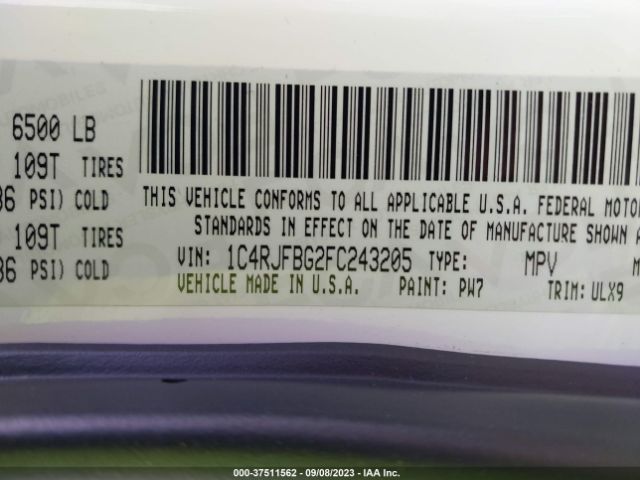 6500 LB
109T TIRES
36 PSI) COLD
109T TIRES
36 PSI) COLD
THIS VEHICLE CONFORMS TO ALL APPLICABLE U.S.A. FEDERAL MOTOR
STANDARDS IN EFFECT ON THE DATE OF MANUFACTURE SHOWN A
VIN: 1C4RJFBG2FC243205 TYPE: MPV M
VEHICLE MADE IN U.S.A. PAINT: PW7 TRIM: ULX9
000-37511562 - 09/08/2023 - IAA Inc.